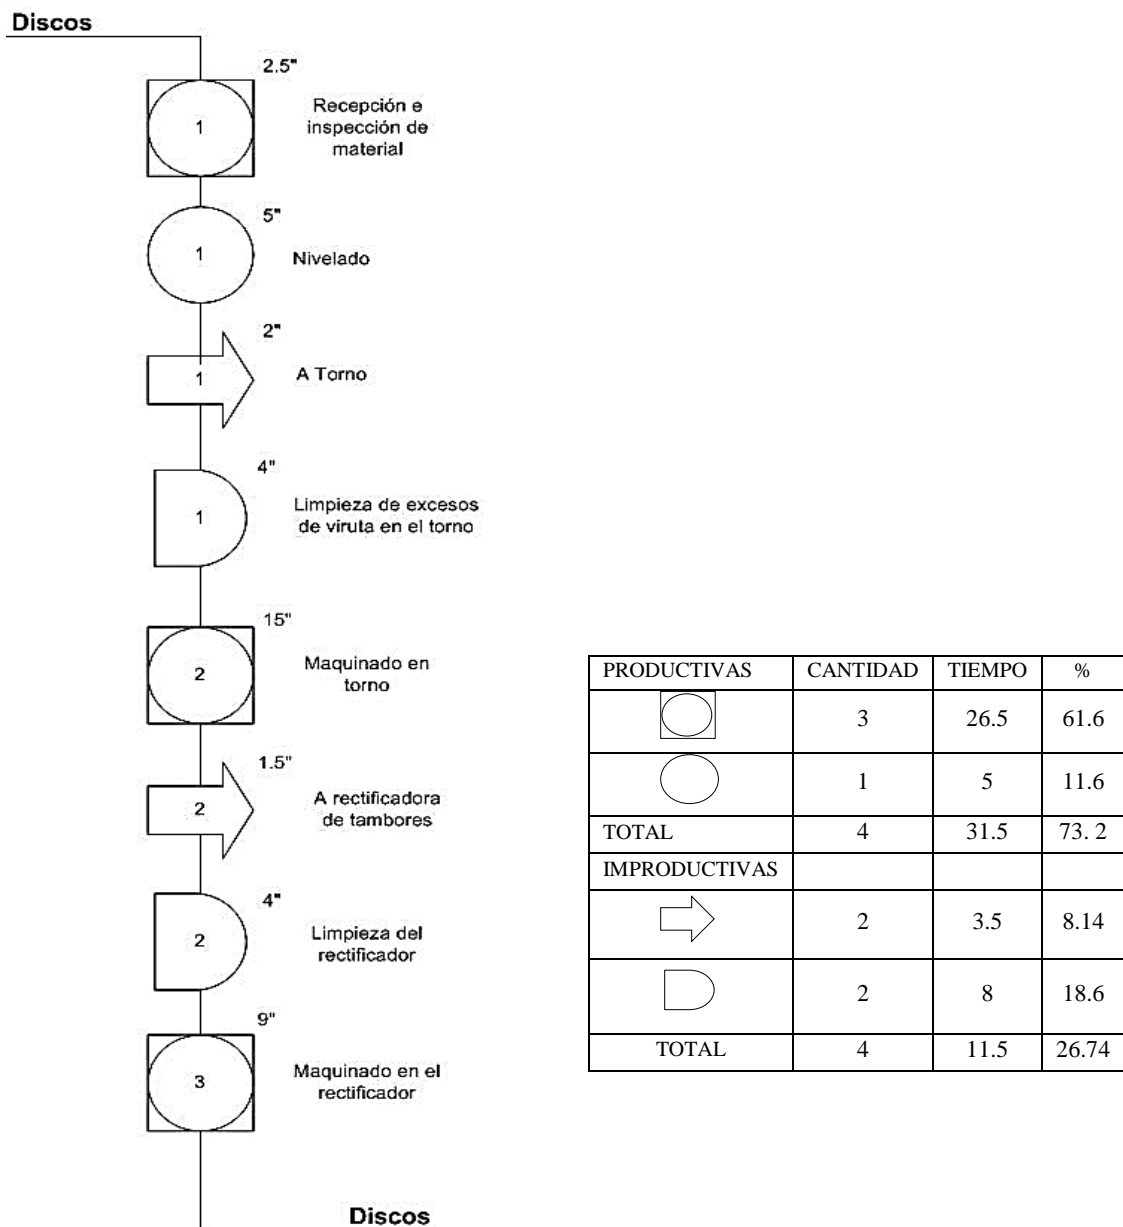 Discos
2.5"
Recepción e
inspección de
material
1
5"
1
Nivelado
2"
A Torno
1
4"
Limpieza de excesos
de viruta en el torno
1
15"
Maquinado en
torno
2
1.5"
A rectificadora
de tambores
2
4"
Limpieza del
rectificador
2
9"
Maquinado en el
rectificador
3
Discos
PRODUCTIVAS CANTIDAD TIEMPO %
3 26.5 61.6
1 5 11.6
TOTAL 4 31.5 73. 2
IMPRODUCTIVAS
2 3.5 8.14
2 8 18.6
TOTAL 4 11.5 26.74